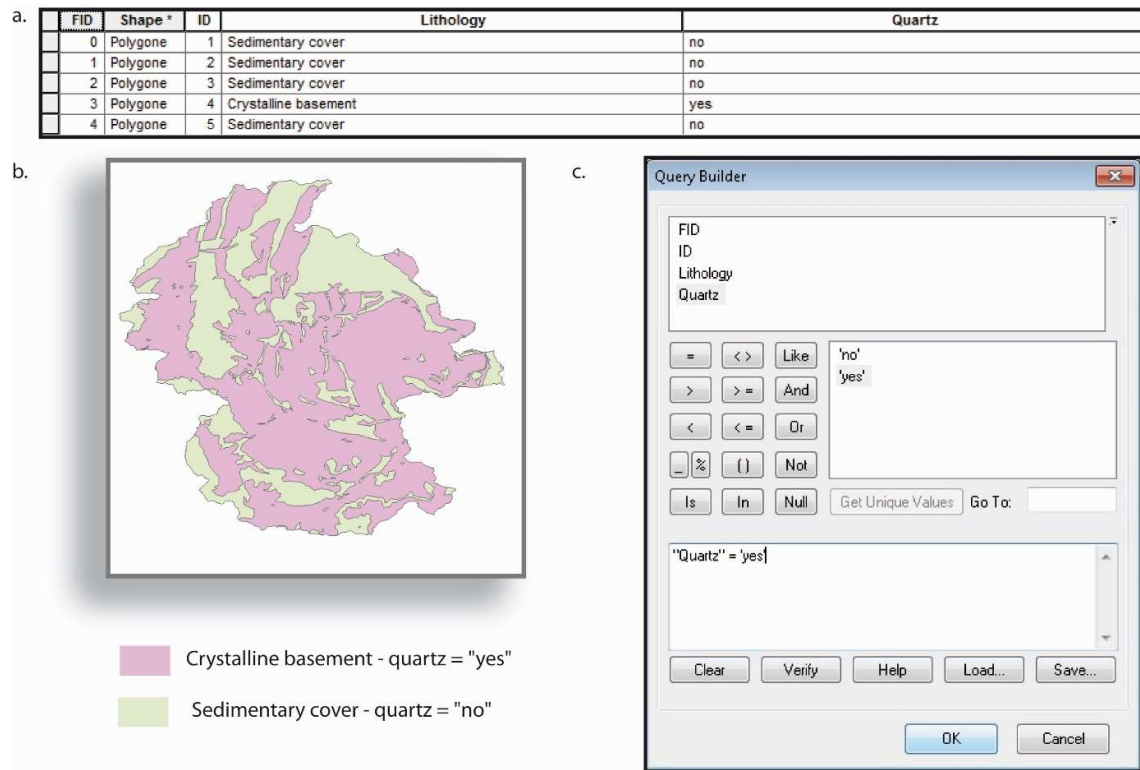 a.
FID Shape * ID Lithology Quartz
0 Polygone 1 Sedimentary cover no
1 Polygone 2 Sedimentary cover no
2 Polygone 3 Sedimentary cover no
3 Polygone 4 Crystalline basement yes
4 Polygone 5 Sedimentary cover no
b.
Crystalline basement - quartz = "yes"
Sedimentary cover - quartz = "no"
c.
Query Builder
FID
ID
Lithology
Quartz
= < > Like
> > = And
< < = Or
_ % () Not
Is In Null
'no'
'yes'
Get Unique Values Go To:
"Quartz" = 'yes'
Clear Verify Help Load... Save...
OK Cancel